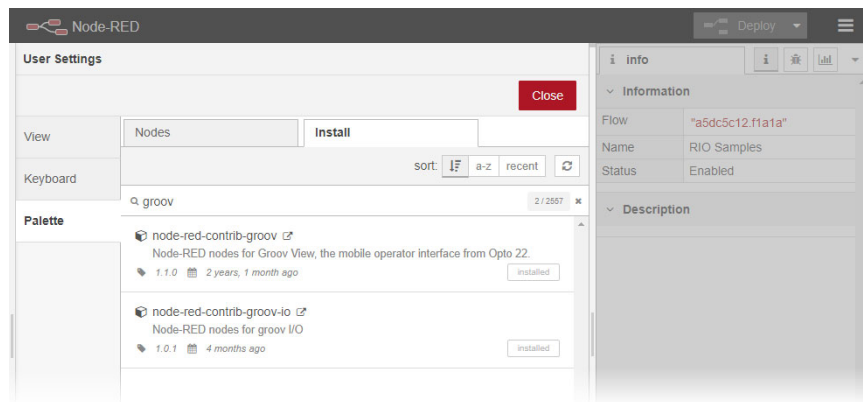 Node-RED
Deploy
User Settings
Close
View
Keyboard
Palette
Nodes
Install
sort:
a-z
recent
groov
2 / 2557
node-red-contrib-groov
Node-RED nodes for Groov View, the mobile operator interface from Opto 22.
1.1.0 2 years, 1 month ago
installed
node-red-contrib-groov-io
Node-RED nodes for groov I/O
1.0.1 4 months ago
installed
i info
i
Information
Flow "a5dc5c12.f1a1a"
Name RIO Samples
Status Enabled
Description